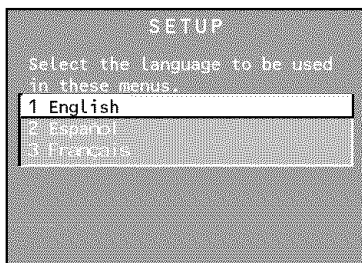 SETUP
Select the language to be used
in these menus.
1 English
2 Español
3 Français